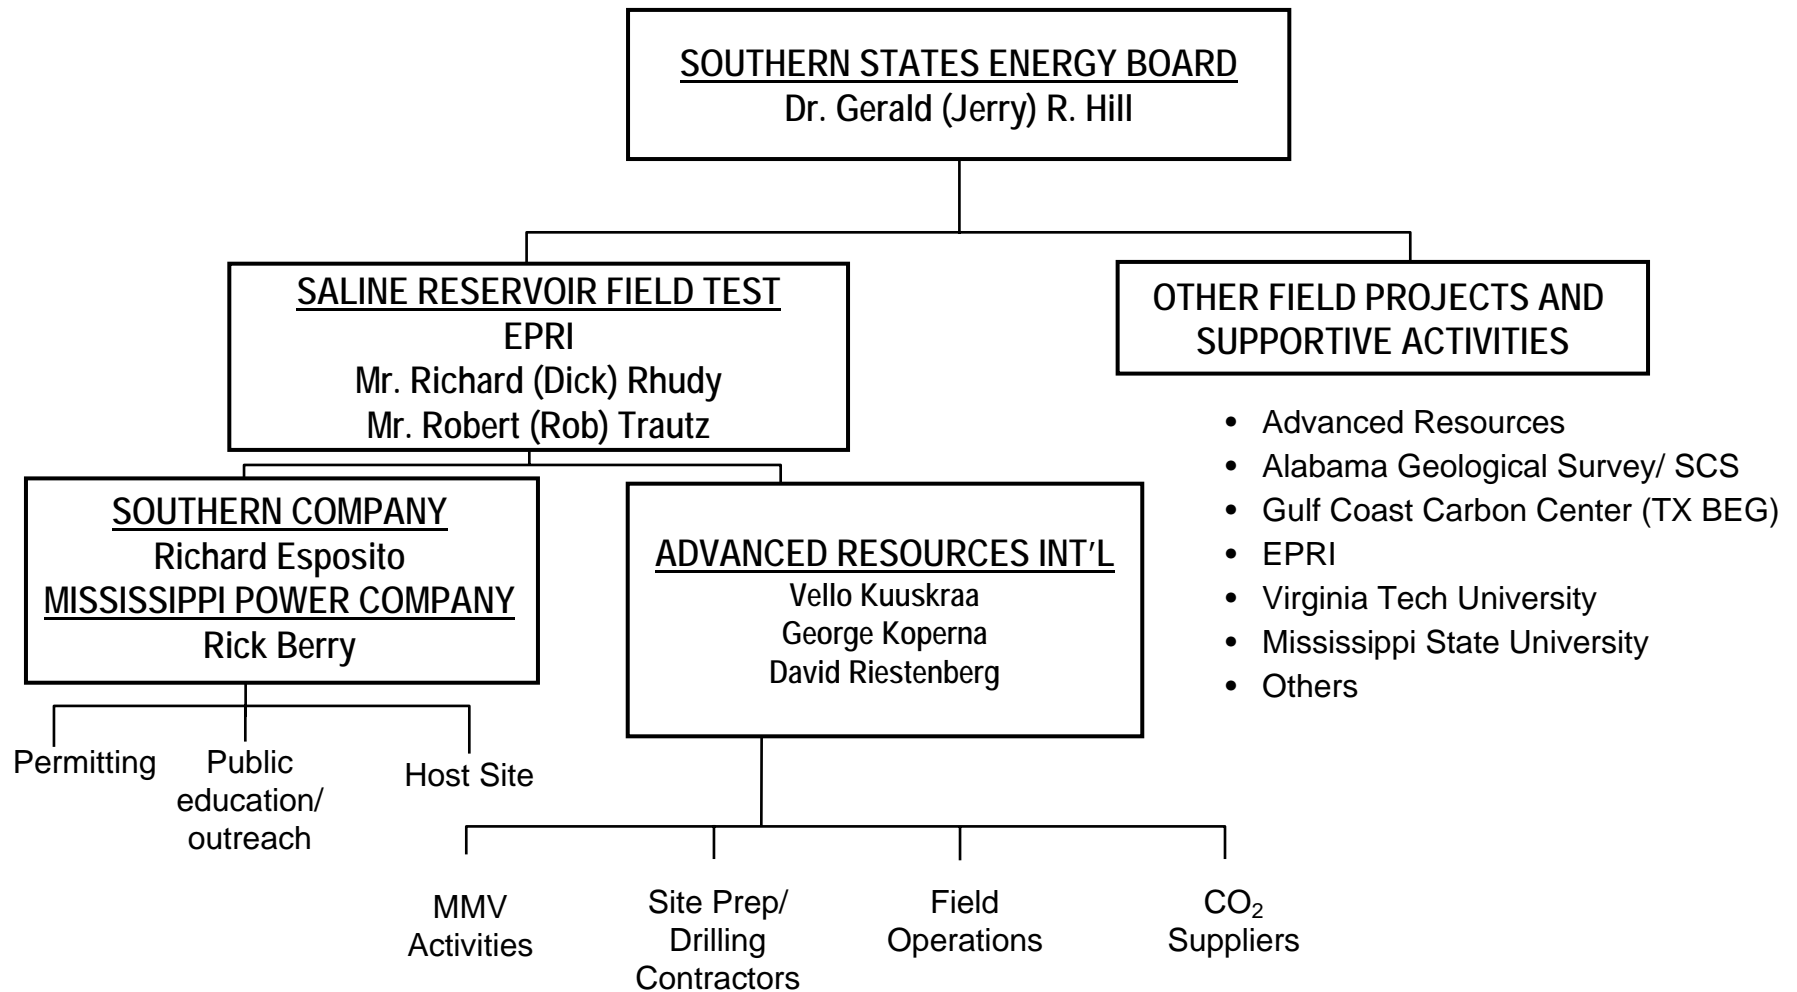 SOUTHERN STATES ENERGY BOARD
Dr. Gerald (Jerry) R. Hill
SALINE RESERVOIR FIELD TEST
EPRI
Mr. Richard (Dick) Rhudy
Mr. Robert (Rob) Trautz
OTHER FIELD PROJECTS AND
SUPPORTIVE ACTIVITIES
• Advanced Resources
• Alabama Geological Survey/ SCS
• Gulf Coast Carbon Center (TX BEG)
• EPRI
• Virginia Tech University
• Mississippi State University
• Others
SOUTHERN COMPANY
Richard Esposito
MISSISSIPPI POWER COMPANY
Rick Berry
ADVANCED RESOURCES INT'L
Vello Kuuskraa
George Koperna
David Riestenberg
Permitting
Public
education/
outreach
Host Site
MMV
Activities
Site Prep/
Drilling
Contractors
Field
Operations
CO₂
Suppliers